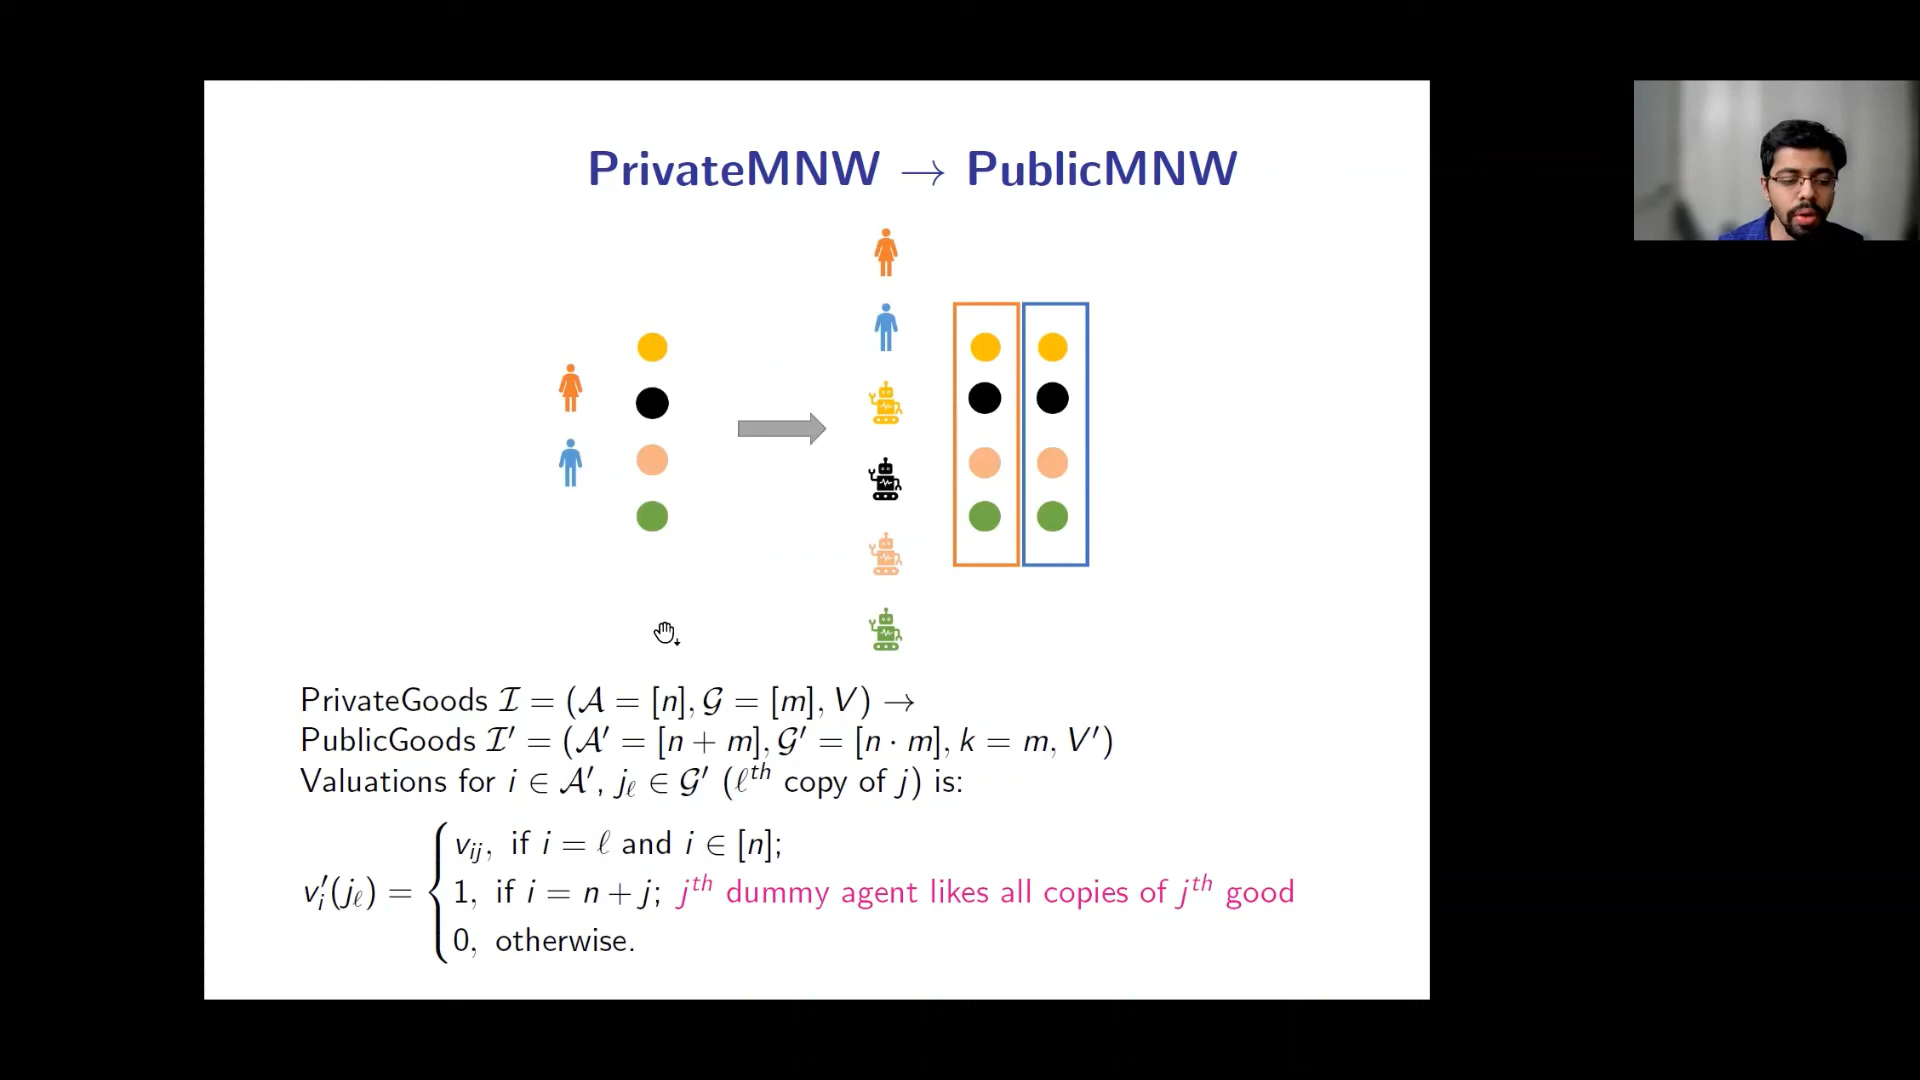 PrivateMNW → PublicMNW
PrivateGoods 𝓘 = (𝒜 = [n], 𝒢 = [m], V) →
PublicGoods 𝓘′ = (𝒜′ = [n + m], 𝒢′ = [n · m], k = m, V′)
Valuations for i ∈ 𝒜′, j_ℓ ∈ 𝒢′ (ℓ^th copy of j) is:
v_ij, if i = ℓ and i ∈ [n];
v′_i(j_ℓ) = { 1, if i = n + j; j^th dummy agent likes all copies of j^th good
0, otherwise.